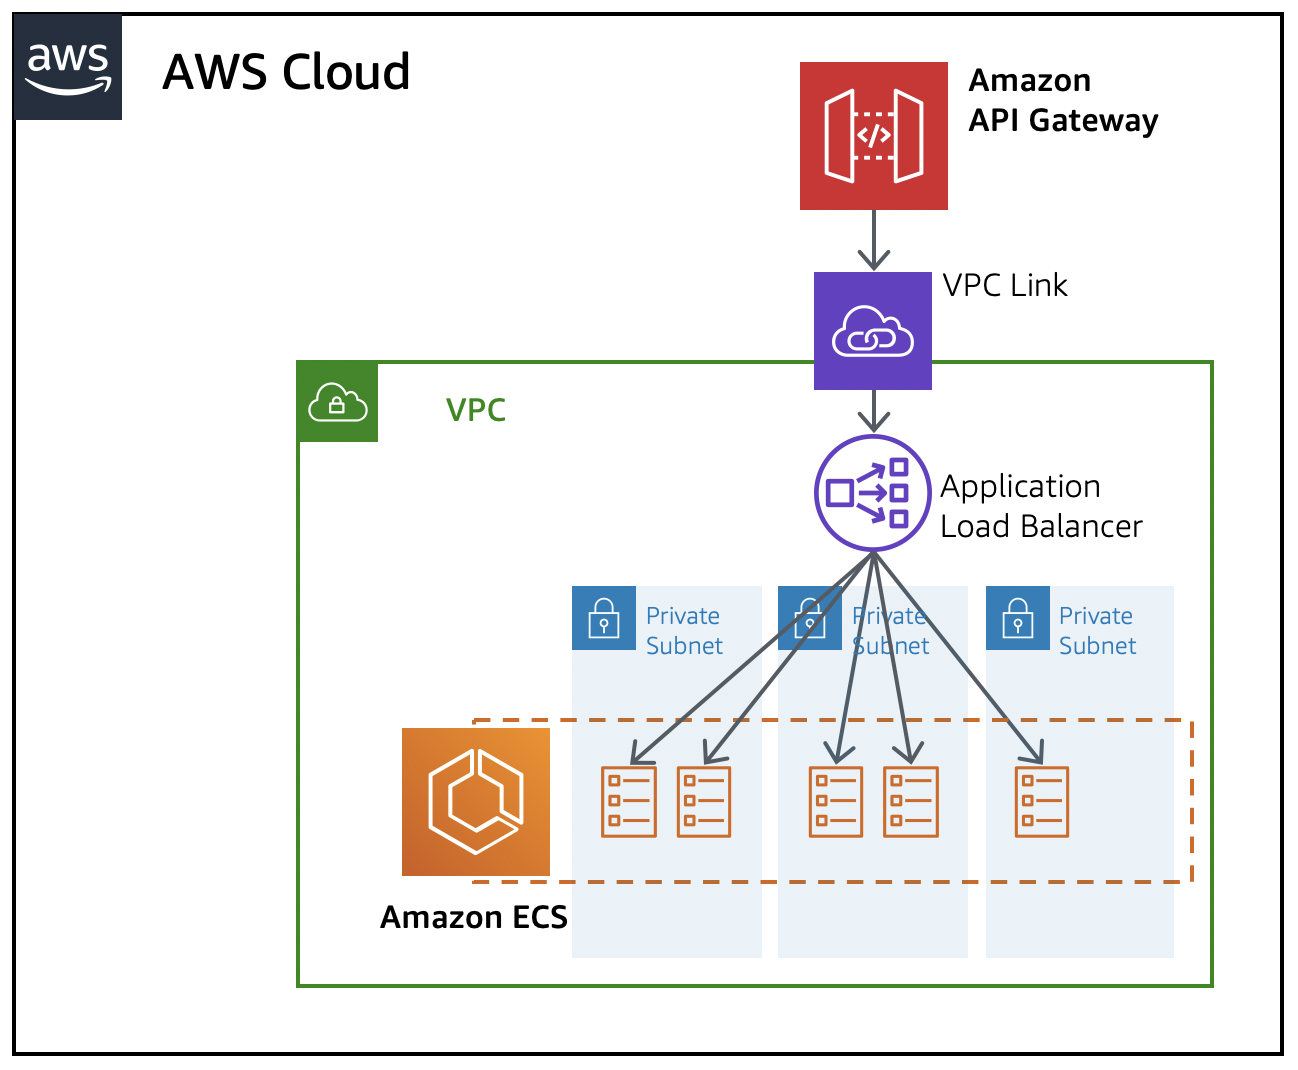 aws
AWS Cloud
Amazon
API Gateway
VPC Link
VPC
Application
Load Balancer
Private
Subnet
Private
Subnet
Private
Subnet
Amazon ECS